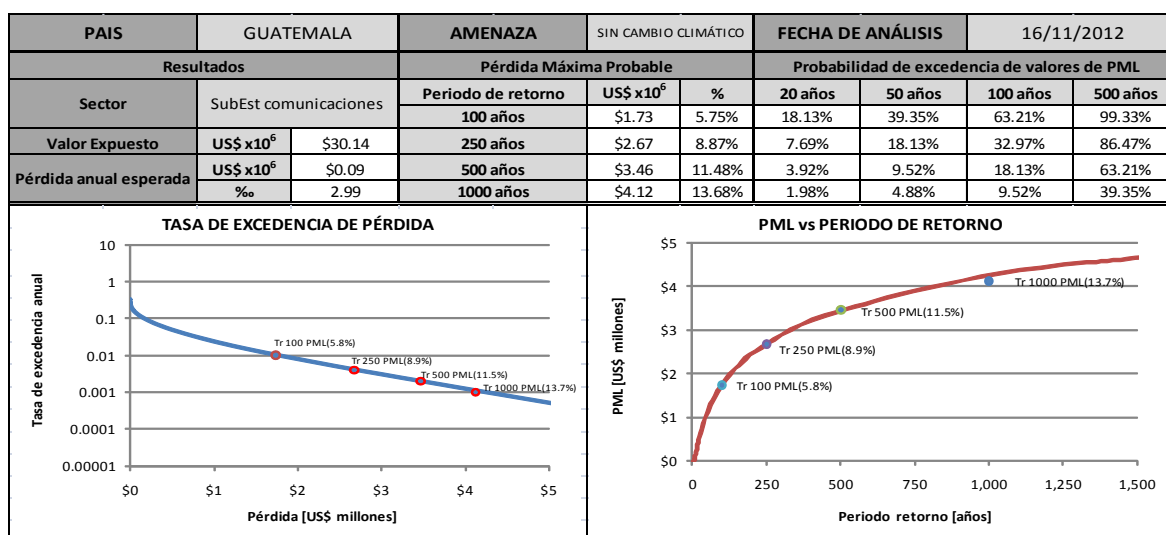 PAIS GUATEMALA AMENAZA SIN CAMBIO CLIMÁTICO FECHA DE ANÁLISIS 16/11/2012
Resultados Pérdida Máxima Probable Probabilidad de excedencia de valores de PML
Sector SubEst comunicaciones Periodo de retorno US$ x10⁶ % 20 años 50 años 100 años 500 años
100 años $1.73 5.75% 18.13% 39.35% 63.21% 99.33%
Valor Expuesto US$ x10⁶ $30.14 250 años $2.67 8.87% 7.69% 18.13% 32.97% 86.47%
Pérdida anual esperada US$ x10⁶ $0.09 500 años $3.46 11.48% 3.92% 9.52% 18.13% 63.21%
‰ 2.99 1000 años $4.12 13.68% 1.98% 4.88% 9.52% 39.35%
TASA DE EXCEDENCIA DE PÉRDIDA
Tasa de excedencia anual
10
1
0.1
0.01
0.001
0.0001
0.00001
Tr 100 PML(5.8%)
Tr 250 PML(8.9%)
Tr 500 PML(11.5%)
Tr 1000 PML(13.7%)
$0 $1 $2 $3 $4 $5
Pérdida [US$ millones]
PML vs PERIODO DE RETORNO
PML [US$ millones]
$5
$4
$3
$2
$1
$0
Tr 1000 PML(13.7%)
Tr 500 PML(11.5%)
Tr 250 PML(8.9%)
Tr 100 PML(5.8%)
0 250 500 750 1,000 1,250 1,500
Periodo retorno [años]